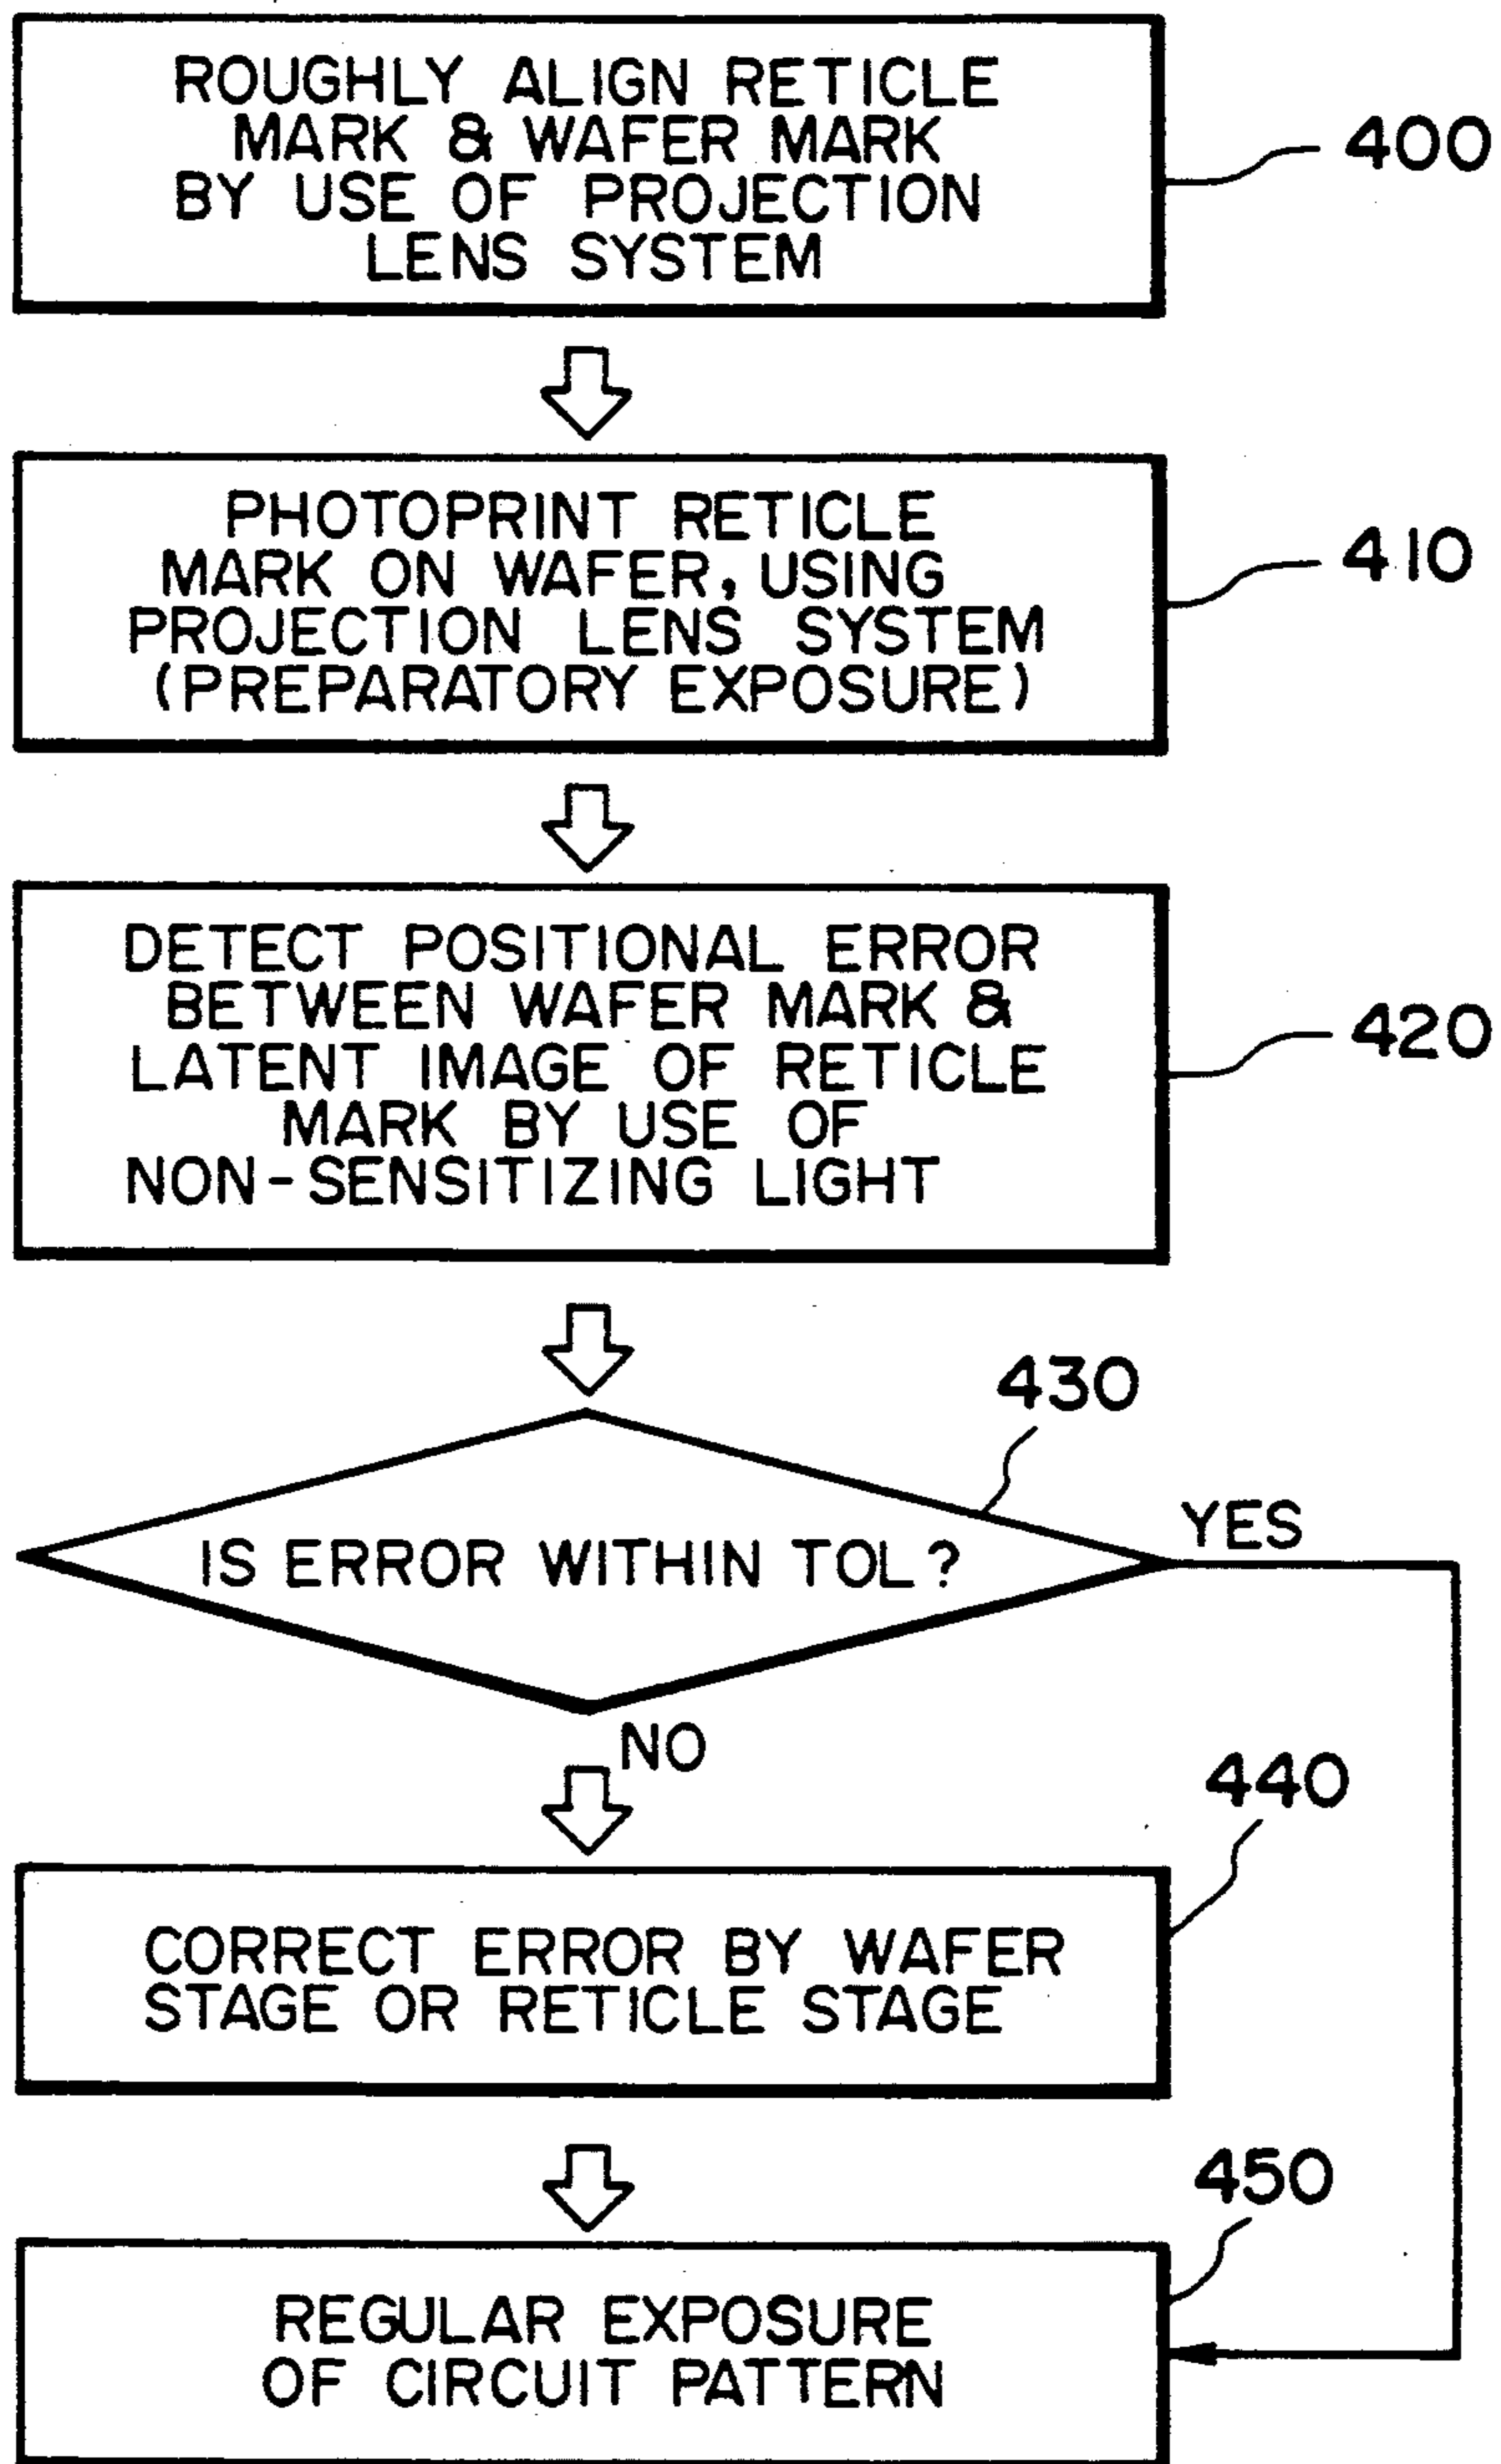 ROUGHLY ALIGN RETICLE
MARK & WAFER MARK
BY USE OF PROJECTION
LENS SYSTEM
400
PHOTOPRINT RETICLE
MARK ON WAFER, USING
PROJECTION LENS SYSTEM
(PREPARATORY EXPOSURE)
410
DETECT POSITIONAL ERROR
BETWEEN WAFER MARK &
LATENT IMAGE OF RETICLE
MARK BY USE OF
NON-SENSITIZING LIGHT
420
430
IS ERROR WITHIN TOL?
YES
NO
440
CORRECT ERROR BY WAFER
STAGE OR RETICLE STAGE
450
REGULAR EXPOSURE
OF CIRCUIT PATTERN